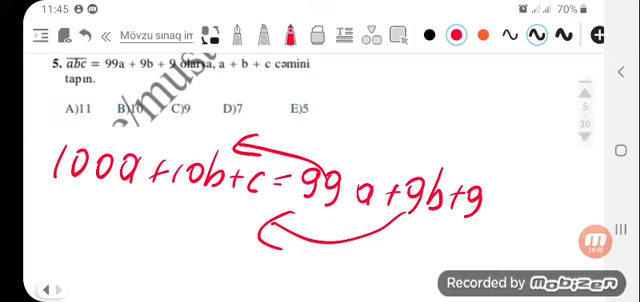 11:45
70%
Mövzu sınaq im
5. abc = 99a + 9b + 9 olarsa, a + b + c cəmini
tapın.
A)11 B)10 C)9 D)7 E)5
100a+10b+c=99a+9b+9
5
30
Recorded by mobizen